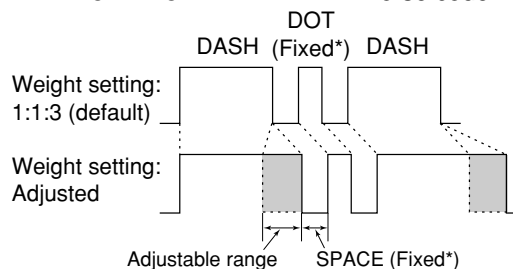 DOT
DASH (Fixed*) DASH
Weight setting:
1:1:3 (default)
Weight setting:
Adjusted
Adjustable range SPACE (Fixed*)